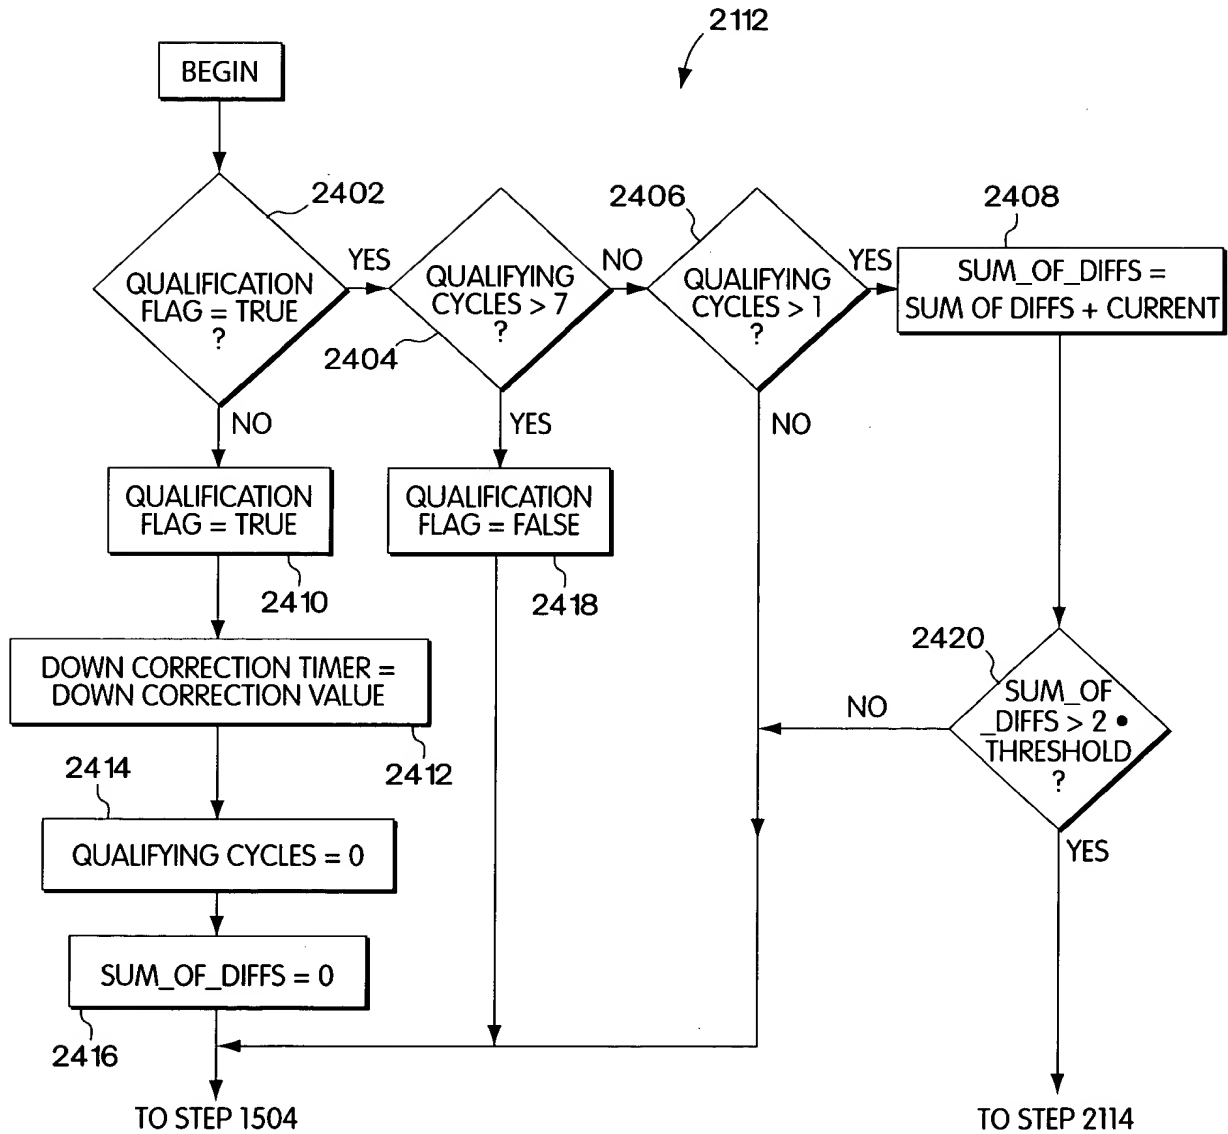 2112
BEGIN
2402
QUALIFICATION
FLAG = TRUE
?
YES
NO
2404
QUALIFYING
CYCLES > 7
?
NO
YES
2406
QUALIFYING
CYCLES > 1
?
YES
NO
2408
SUM_OF_DIFFS =
SUM OF DIFFS + CURRENT
QUALIFICATION
FLAG = TRUE
2410
QUALIFICATION
FLAG = FALSE
2418
DOWN CORRECTION TIMER =
DOWN CORRECTION VALUE
2412
2420
SUM_OF
_DIFFS > 2 •
THRESHOLD
?
NO
YES
2414
QUALIFYING CYCLES = 0
SUM_OF_DIFFS = 0
2416
TO STEP 1504
TO STEP 2114